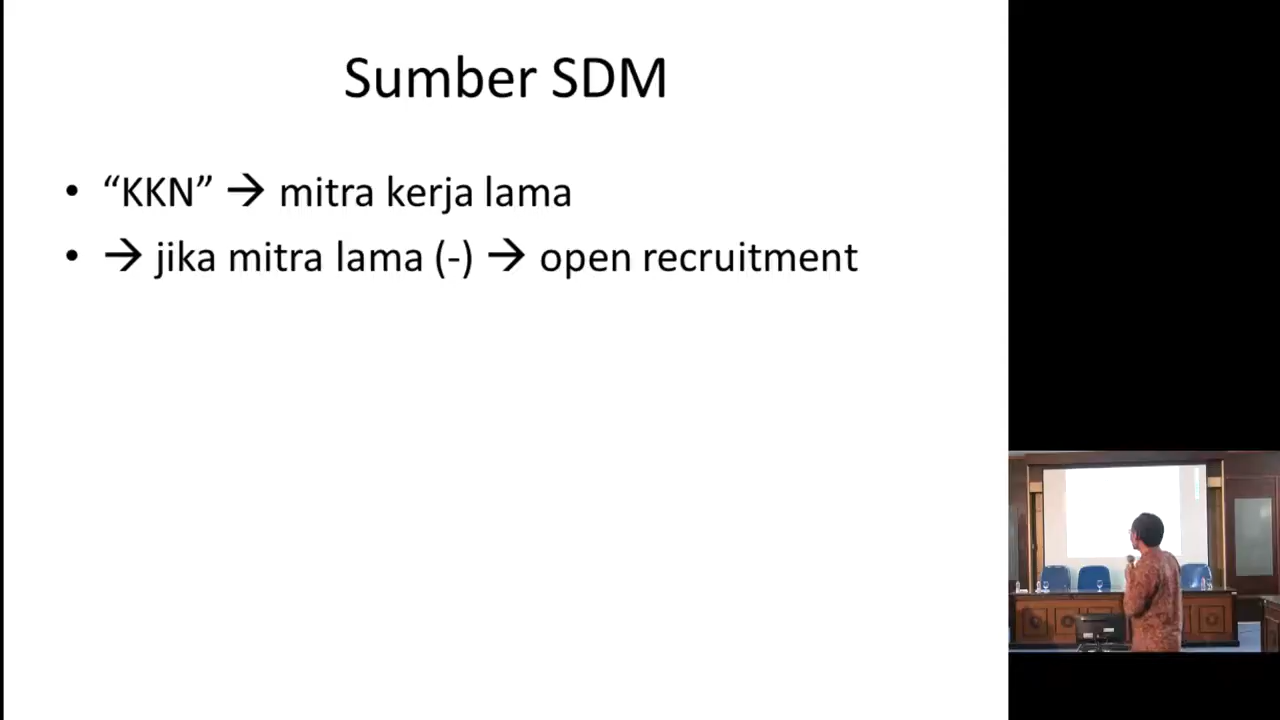 Sumber SDM
• “KKN” → mitra kerja lama
• → jika mitra lama (-) → open recruitment